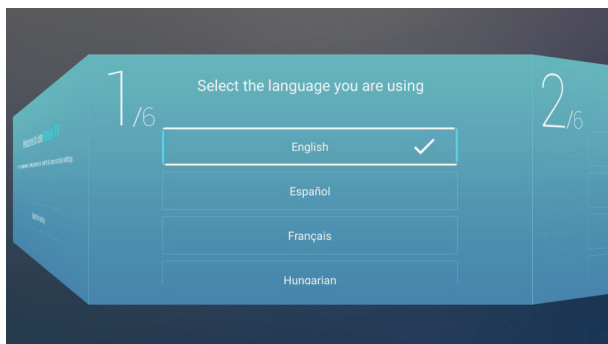 1/6
Select the language you are using
English
Español
Français
Hungarian
2/6